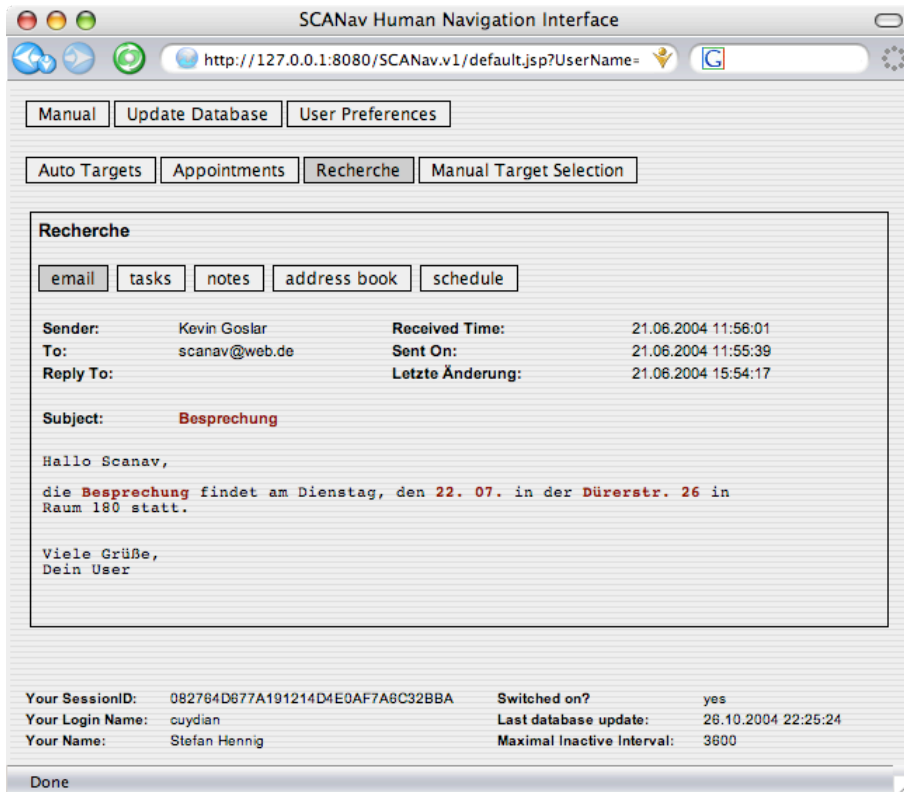 SCANav Human Navigation Interface
http://127.0.0.1:8080/SCANav.v1/default.jsp?UserName=
G
Manual Update Database User Preferences
Auto Targets Appointments Recherche Manual Target Selection
Recherche
email tasks notes address book schedule
Sender: Kevin Goslar Received Time: 21.06.2004 11:56:01
To: scanav@web.de Sent On: 21.06.2004 11:55:39
Reply To: Letzte Änderung: 21.06.2004 15:54:17
Subject: Besprechung
Hallo Scanav,
die Besprechung findet am Dienstag, den 22. 07. in der Dürerstr. 26 in
Raum 180 statt.
Viele Grüße,
Dein User
Your SessionID: 082764D677A191214D4E0AF7A6C32BBA Switched on? yes
Your Login Name: cuydian Last database update: 26.10.2004 22:25:24
Your Name: Stefan Hennig Maximal Inactive Interval: 3600
Done